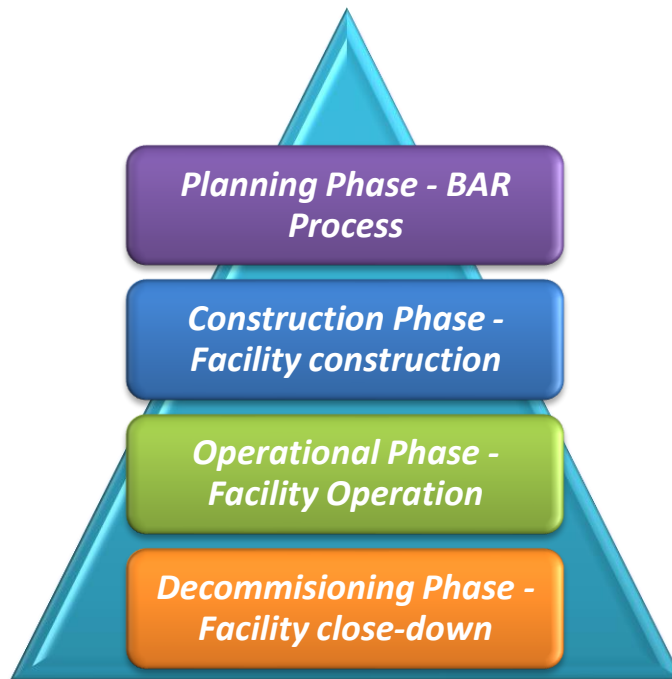 Planning Phase - BAR
Process
Construction Phase -
Facility construction
Operational Phase -
Facility Operation
Decommisioning Phase -
Facility close-down